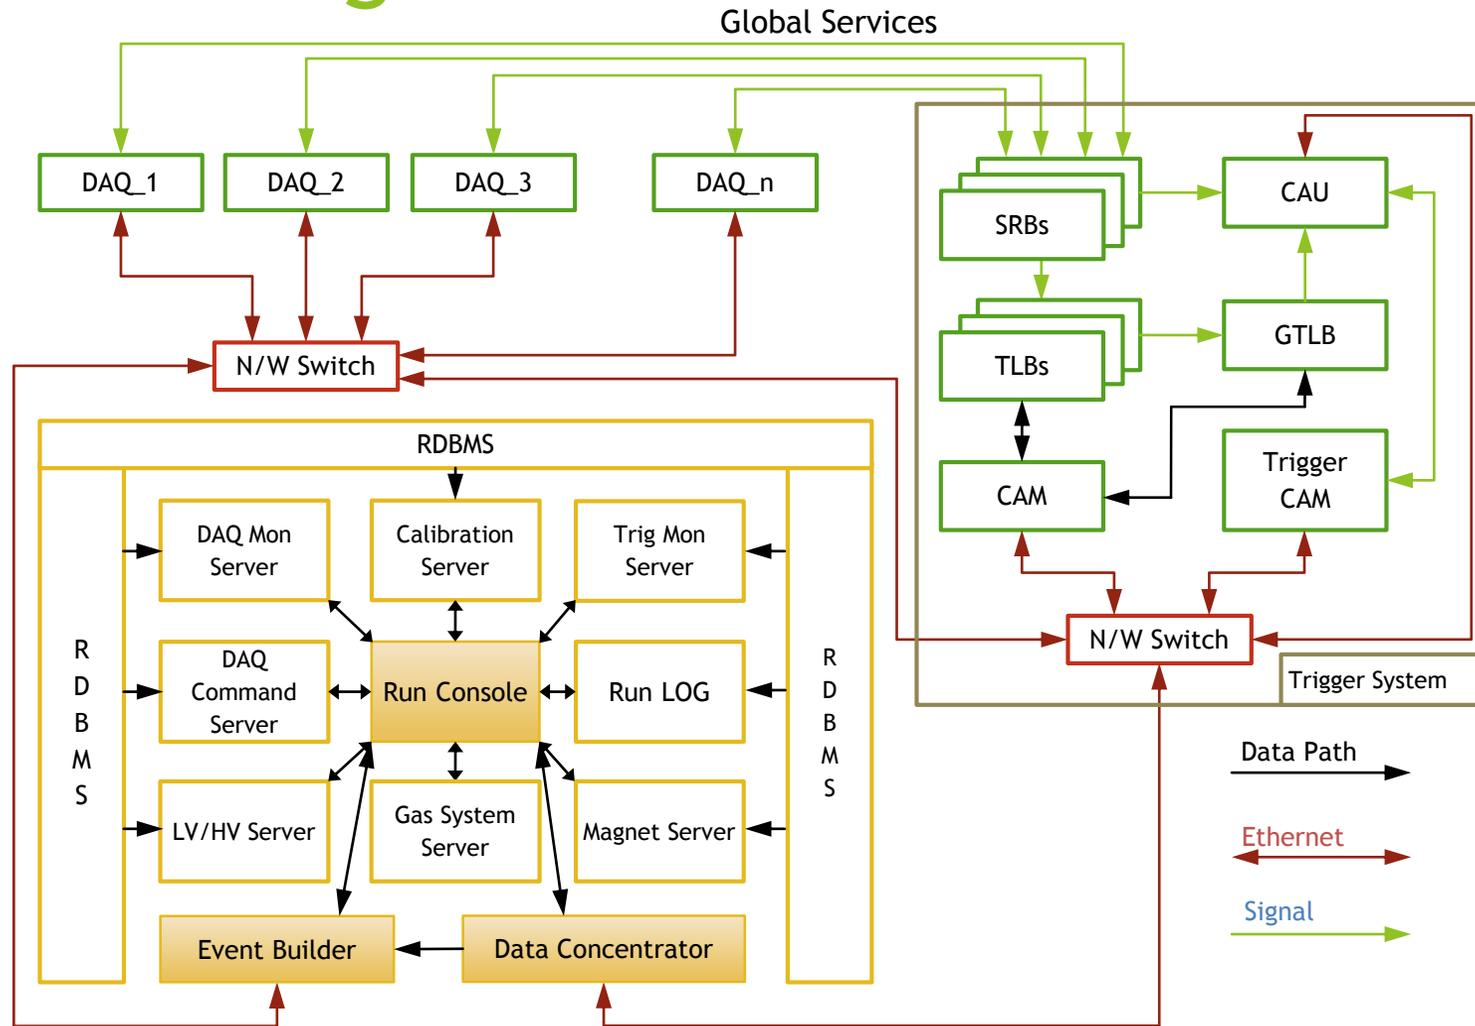 Global Services
DAQ_1
DAQ_2
DAQ_3
DAQ_n
SRBs
CAU
N/W Switch
TLBs
GTLB
CAM
Trigger
CAM
N/W Switch
Trigger System
RDBMS
R
D
B
M
S
DAQ Mon
Server
Calibration
Server
Trig Mon
Server
DAQ
Command
Server
Run Console
Run LOG
LV/HV Server
Gas System
Server
Magnet Server
R
D
B
M
S
Event Builder
Data Concentrator
Data Path
Ethernet
Signal